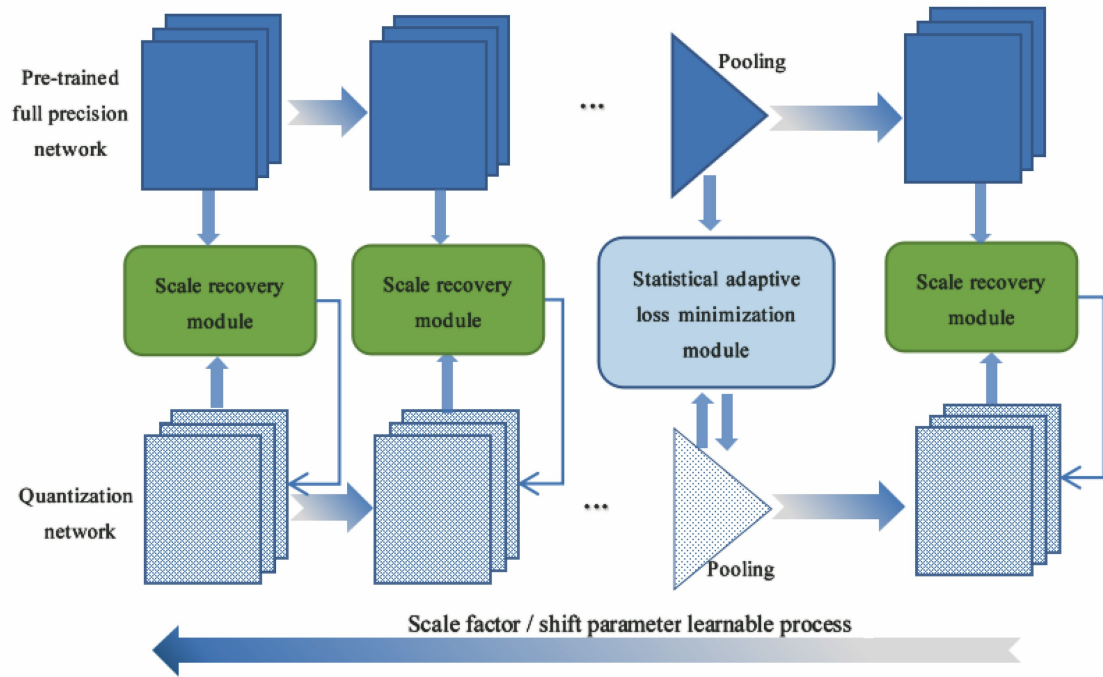 Pre-trained
full precision
network
...
Pooling
Scale recovery
module
Scale recovery
module
Statistical adaptive
loss minimization
module
Scale recovery
module
Quantization
network
...
Pooling
Scale factor / shift parameter learnable process